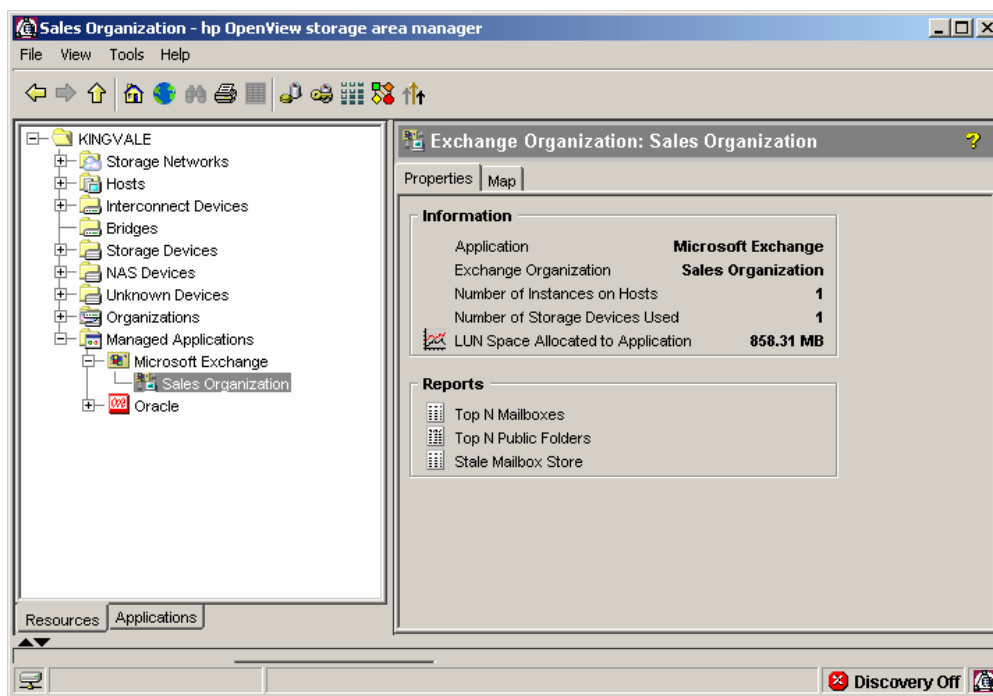 Sales Organization - hp OpenView storage area manager
File View Tools Help
KINGVALE
Storage Networks
Hosts
Interconnect Devices
Bridges
Storage Devices
NAS Devices
Unknown Devices
Organizations
Managed Applications
Microsoft Exchange
Sales Organization
Oracle
Resources Applications
Exchange Organization: Sales Organization ?
Properties Map
Information
Application Microsoft Exchange
Exchange Organization Sales Organization
Number of Instances on Hosts 1
Number of Storage Devices Used 1
LUN Space Allocated to Application 858.31 MB
Reports
Top N Mailboxes
Top N Public Folders
Stale Mailbox Store
Discovery Off